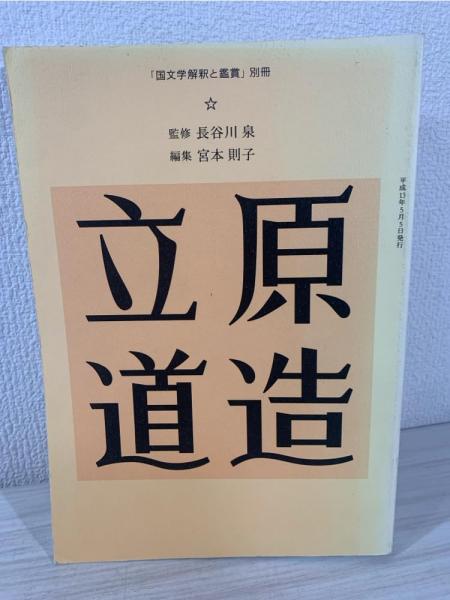 「国文学解釈と鑑賞」別冊
☆
監修 長谷川 泉
編集 宮本 則子
立原
道造
平成13年5月5日発行